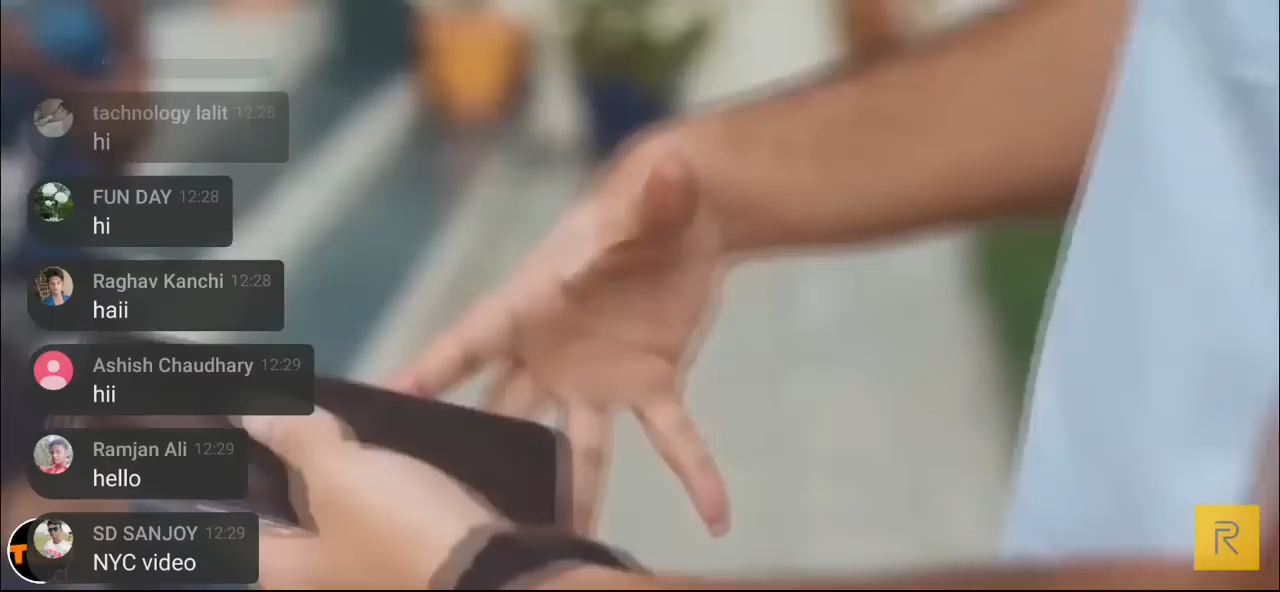 tachnology lalit 12:28
hi
FUN DAY 12:28
hi
Raghav Kanchi 12:28
haii
Ashish Chaudhary 12:29
hii
Ramjan Ali 12:29
hello
SD SANJOY 12:29
NYC video
T
R